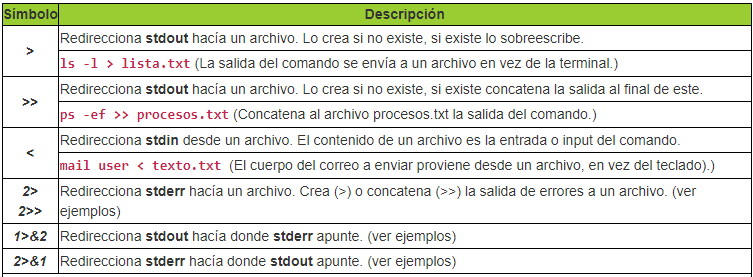 Símbolo Descripción
> Redirecciona stdout hacía un archivo. Lo crea si no existe, si existe lo sobreescribe.
ls -l > lista.txt (La salida del comando se envía a un archivo en vez de la terminal.)
>> Redirecciona stdout hacía un archivo. Lo crea si no existe, si existe concatena la salida al final de este.
ps -ef >> procesos.txt (Concatena al archivo procesos.txt la salida del comando.)
< Redirecciona stdin desde un archivo. El contenido de un archivo es la entrada o input del comando.
mail user < texto.txt (El cuerpo del correo a enviar proviene desde un archivo, en vez del teclado).)
2> Redirecciona stderr hacía un archivo. Crea (>) o concatena (>>) la salida de errores a un archivo. (ver
2>> ejemplos)
1>&2 Redirecciona stdout hacía donde stderr apunte. (ver ejemplos)
2>&1 Redirecciona stderr hacía donde stdout apunte. (ver ejemplos)